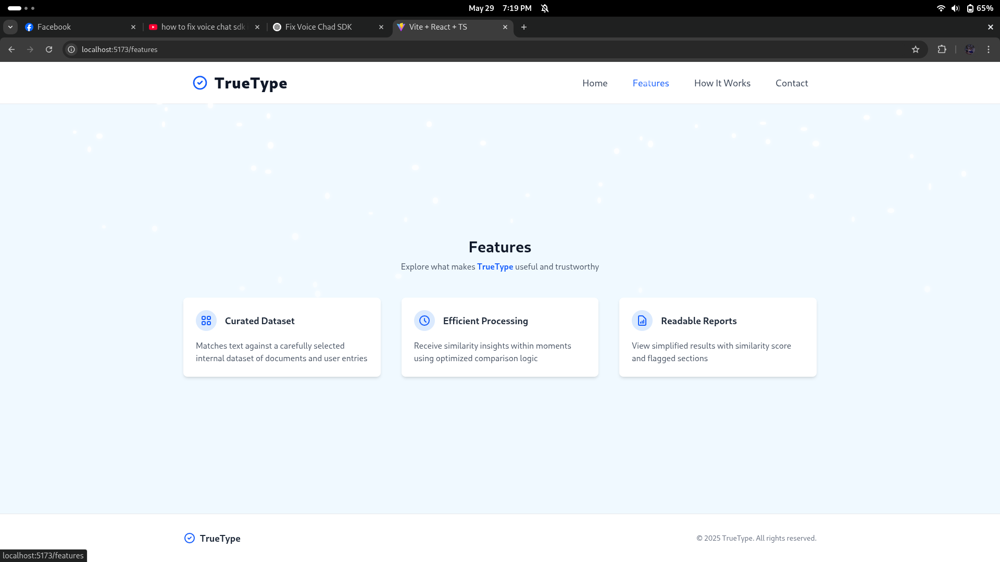 May 29 7:19 PM
65%
Facebook
how to fix voice chat sdk
Fix Voice Chad SDK
Vite + React + TS
localhost:5173/features
TrueType
Home
Features
How It Works
Contact
Features
Explore what makes TrueType useful and trustworthy
Curated Dataset
Matches text against a carefully selected
internal dataset of documents and user entries
Efficient Processing
Receive similarity insights within moments
using optimized comparison logic
Readable Reports
View simplified results with similarity score
and flagged sections
TrueType
© 2025 TrueType. All rights reserved.
localhost:5173/features